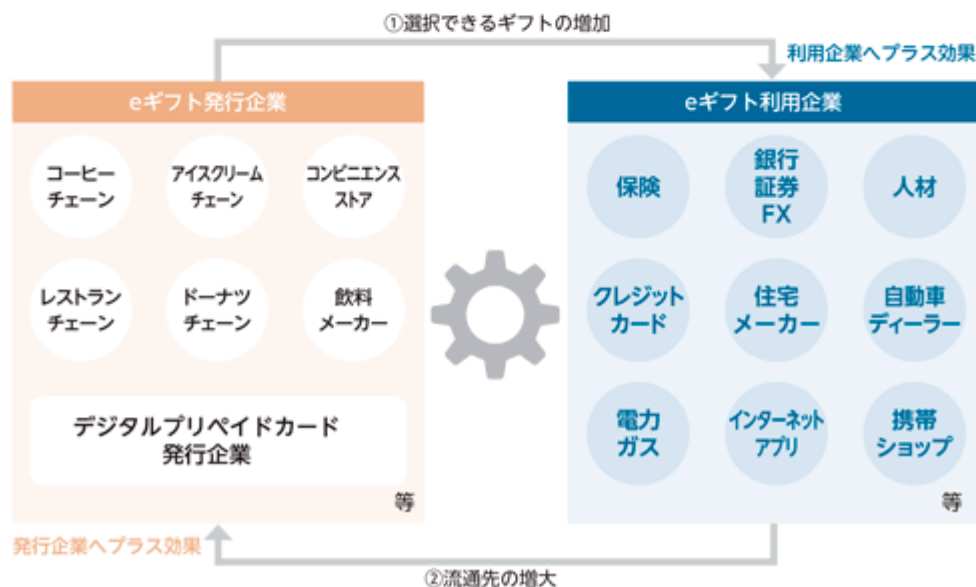 ①選択できるギフトの増加
利用企業へプラス効果
eギフト発行企業
コーヒー
チェーン
アイスクリーム
チェーン
コンビニエンス
ストア
レストラン
チェーン
ドーナツ
チェーン
飲料
メーカー
デジタルプリペイドカード
発行企業
等
eギフト利用企業
保険
銀行
証券
FX
人材
クレジット
カード
住宅
メーカー
自動車
ディーラー
電力
ガス
インターネット
アプリ
携帯
ショップ
等
発行企業へプラス効果
②流通先の増大